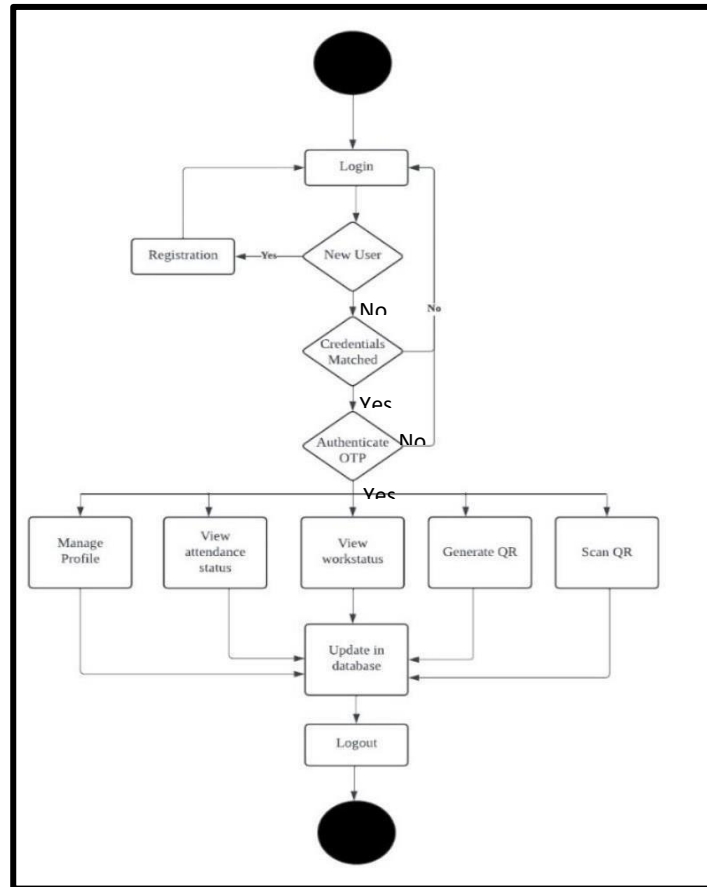 Login
Registration
Yes
New User
No
No
Credentials
Matched
Yes
Authenticate
OTP
No
Yes
Manage
Profile
View
attendance
status
View
workstatus
Generate QR
Scan QR
Update in
database
Logout